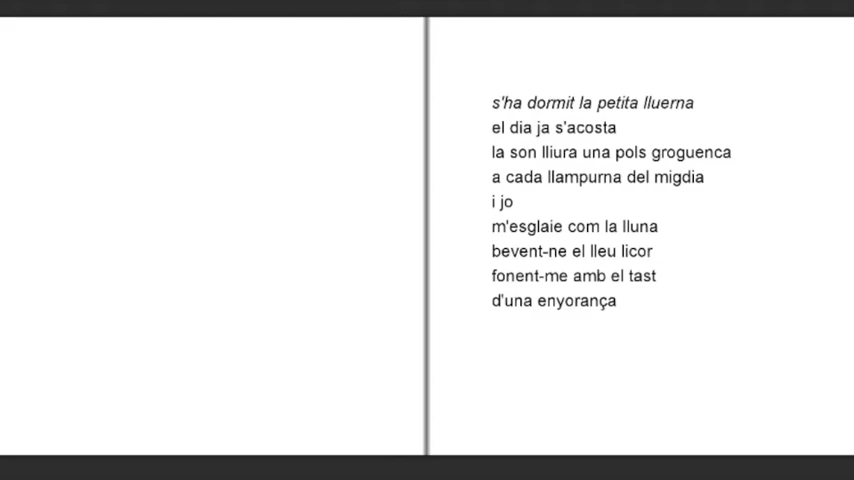 s'ha dormit la petita lluerna
el dia ja s'acosta
la son lliura una pols groguenca
a cada llampurna del migdia
i jo
m'esglaie com la lluna
bevent-ne el lleu licor
fonent-me amb el tast
d'una enyorança